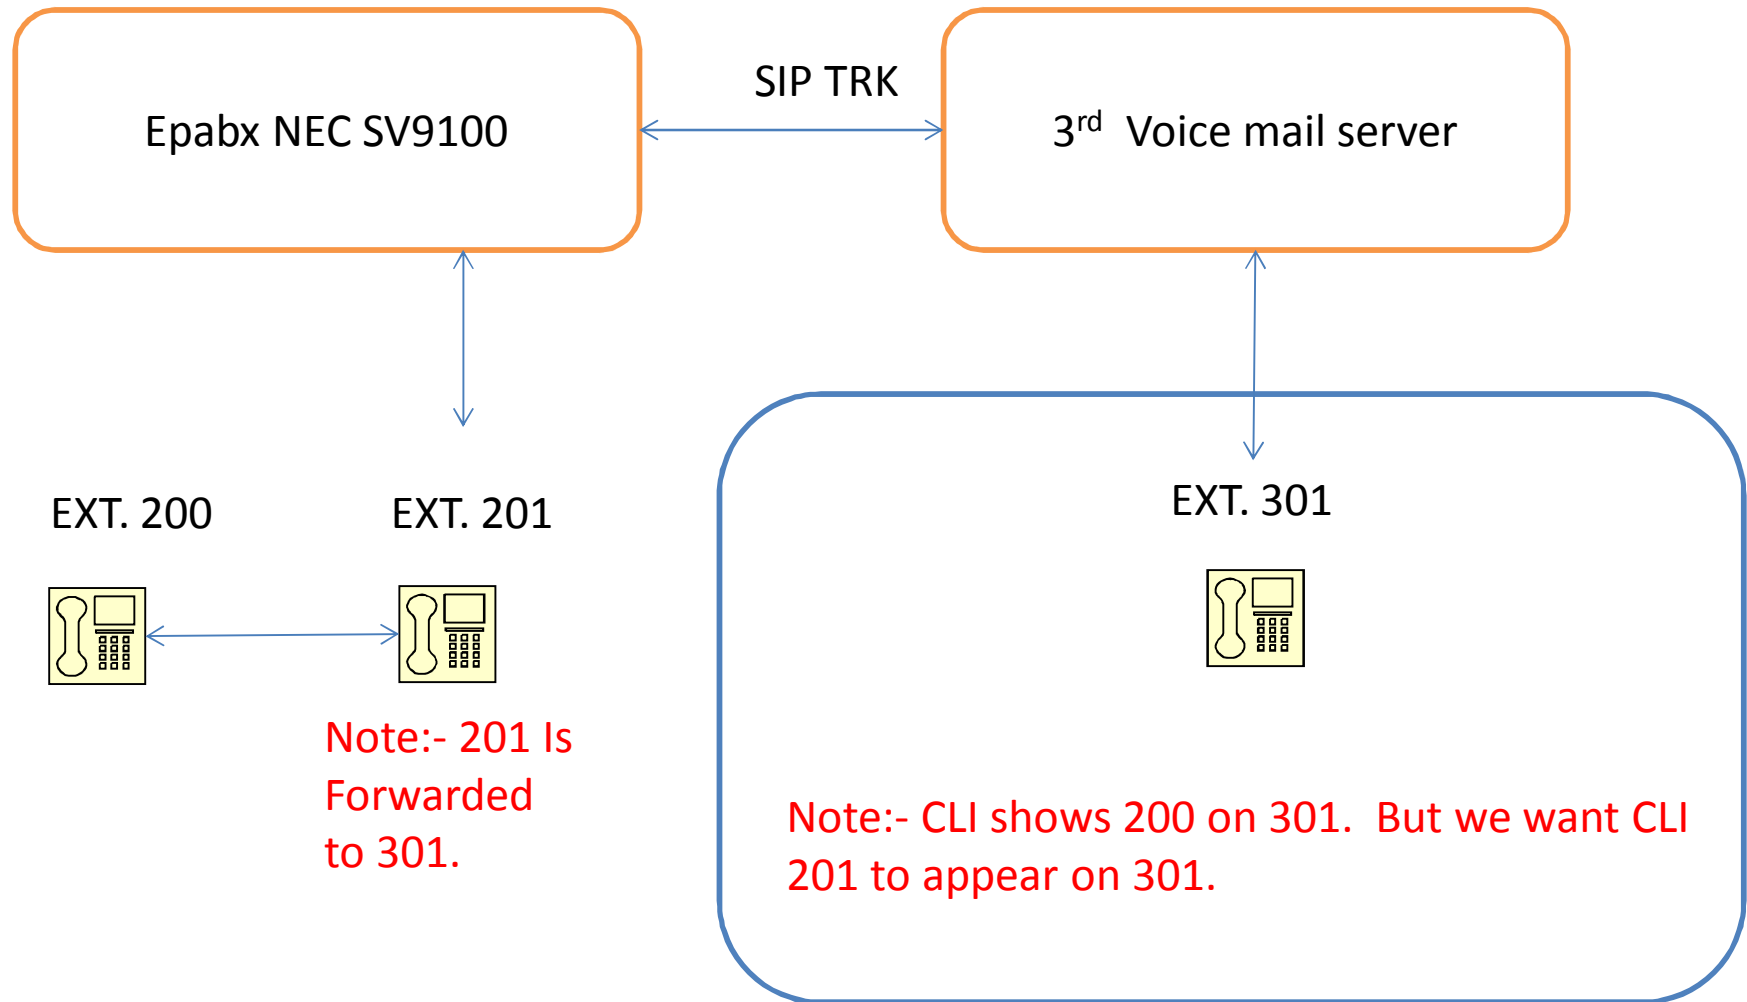 Epabx NEC SV9100
SIP TRK
3rd Voice mail server
EXT. 200
EXT. 201
EXT. 301
Note:- 201 Is
Forwarded
to 301.
Note:- CLI shows 200 on 301. But we want CLI
201 to appear on 301.